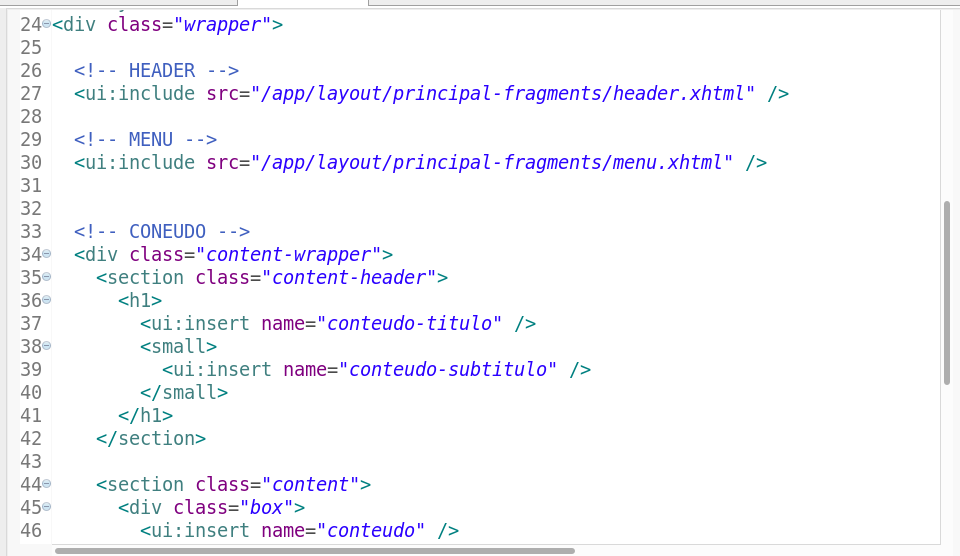 24 <div class="wrapper">
25
26   <!-- HEADER -->
27   <ui:include src="/app/layout/principal-fragments/header.xhtml" />
28
29   <!-- MENU -->
30   <ui:include src="/app/layout/principal-fragments/menu.xhtml" />
31
32
33   <!-- CONEUDO -->
34   <div class="content-wrapper">
35     <section class="content-header">
36       <h1>
37         <ui:insert name="conteudo-titulo" />
38         <small>
39           <ui:insert name="conteudo-subtitulo" />
40         </small>
41       </h1>
42     </section>
43
44     <section class="content">
45       <div class="box">
46         <ui:insert name="conteudo" />